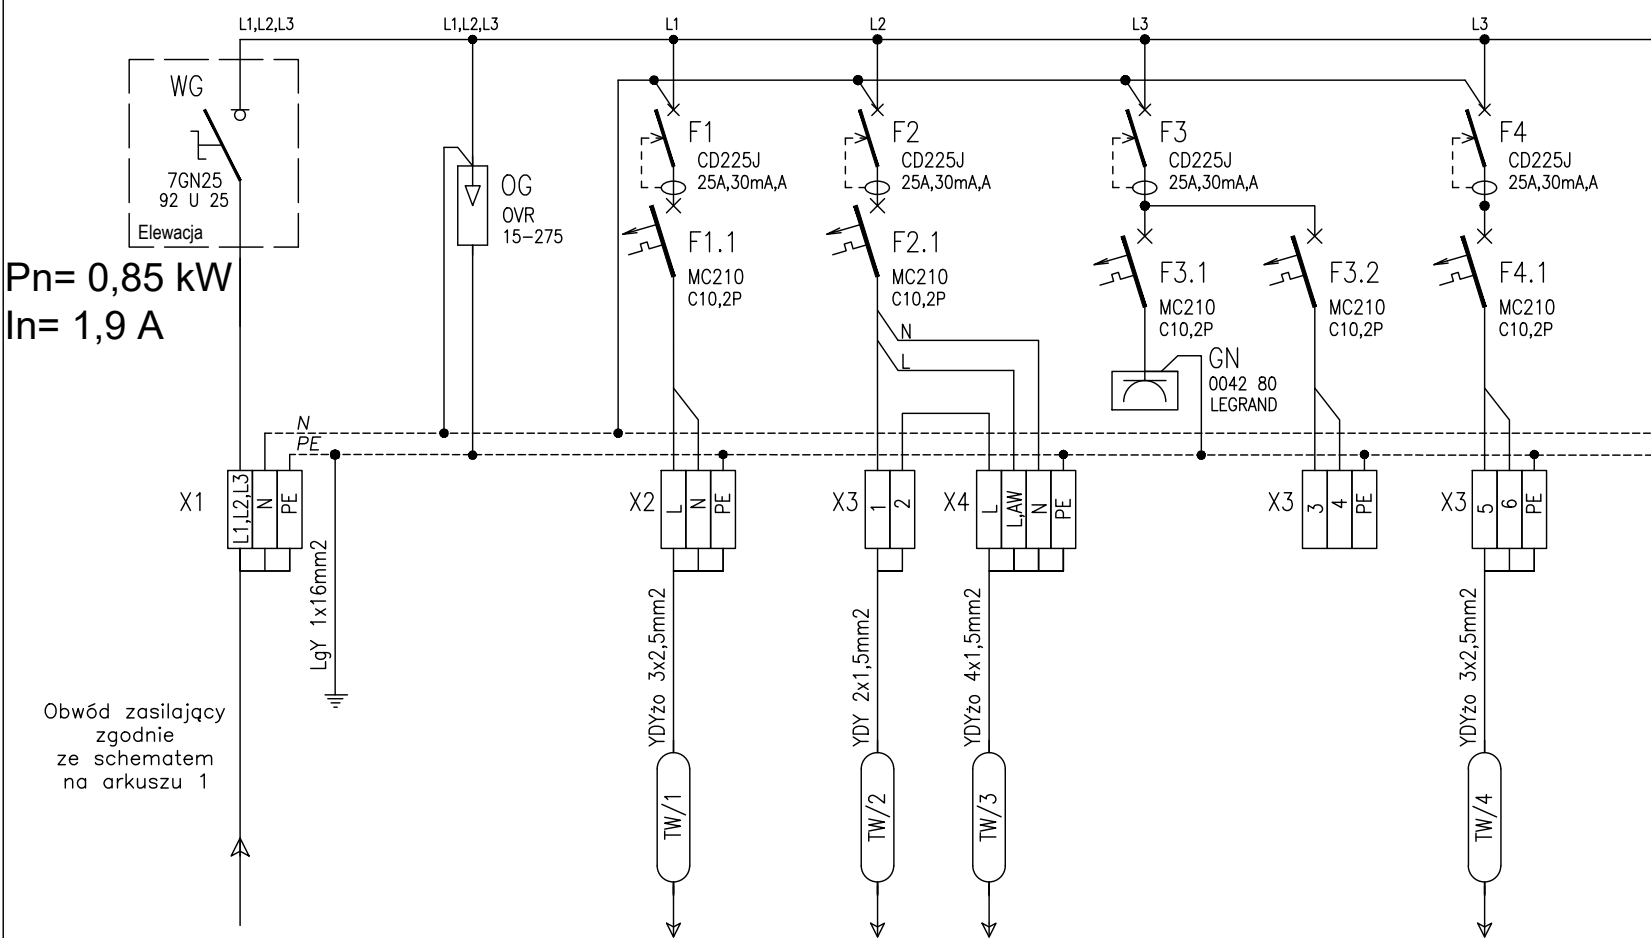 L1,L2,L3
L1,L2,L3
L1
L2
L3
L3
WG
7GN25
92 U 25
Elewacja
Pn= 0,85 kW
In= 1,9 A
OG
OVR
15-275
F1
CD225J
25A,30mA,A
F1.1
MC210
C10,2P
F2
CD225J
25A,30mA,A
F2.1
MC210
C10,2P
N
L
F3
CD225J
25A,30mA,A
F3.1
MC210
C10,2P
GN
0042 80
LEGRAND
F3.2
MC210
C10,2P
F4
CD225J
25A,30mA,A
F4.1
MC210
C10,2P
N
PE
X1
L1,L2,L3
N
PE
X2
L
N
PE
X3
1
2
X4
L
L,AW
N
PE
X3
3
4
PE
X3
5
6
PE
LgY 1x16mm2
YDYżo 3x2,5mm2
YDY 2x1,5mm2
YDYżo 4x1,5mm2
YDYżo 3x2,5mm2
Obwód zasilający
zgodnie
ze schematem
na arkuszu 1
TW/1
TW/2
TW/3
TW/4